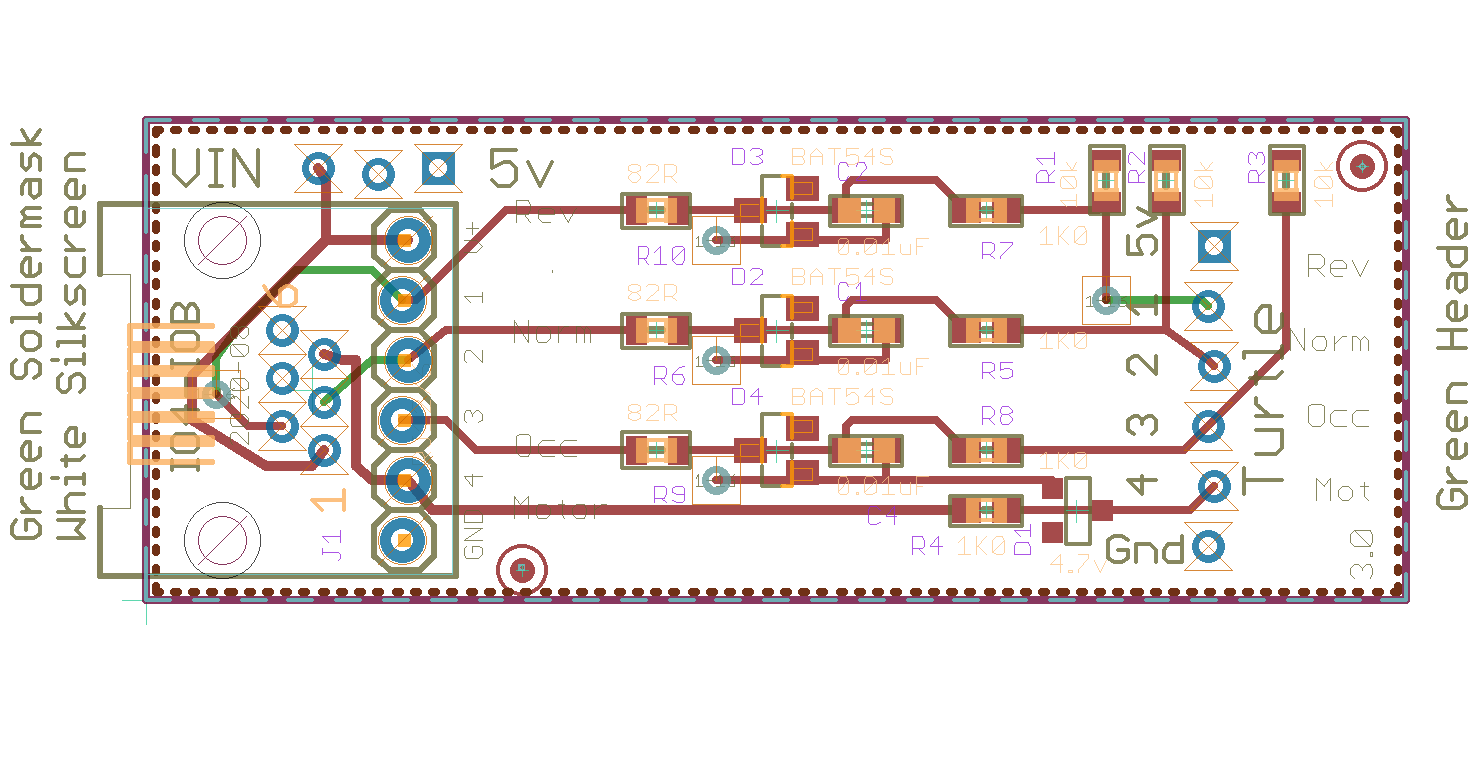 Green Soldermask
White Silkscreen
VIN
5v
IO4 IOB
2020-08
6
1
J1
V+
1
2
3
4
GND
Rev
Norm
Occ
Motor
82R
R10
D3
BAT54S
C2
0.01uF
R7
1K0
82R
R6
D2
BAT54S
C1
0.01uF
R5
1K0
82R
R9
D4
BAT54S
C4
0.01uF
R8
1K0
R4
1K0
D1
4.7V
R1
10k
R2
10k
R3
10k
5v
1
2
3
4
Gnd
Turtle
Rev
Norm
Occ
Mot
3.0
Green Header